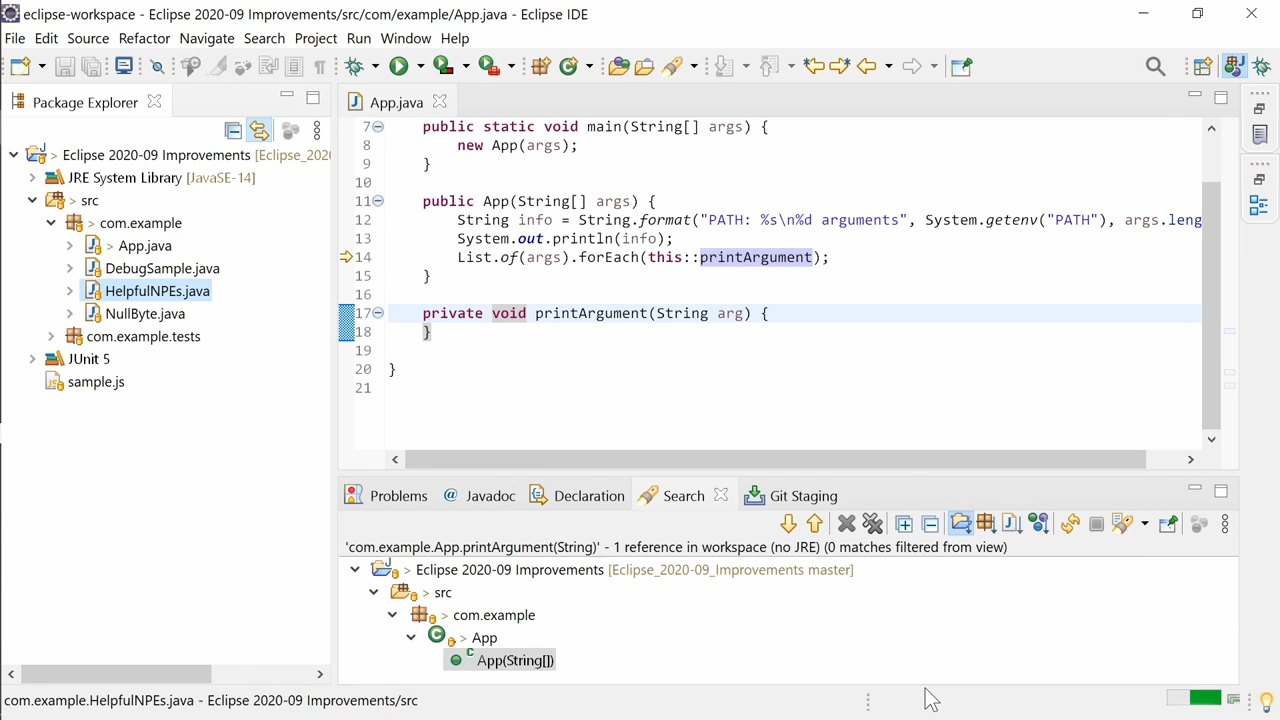 eclipse-workspace - Eclipse 2020-09 Improvements/src/com/example/App.java - Eclipse IDE
File Edit Source Refactor Navigate Search Project Run Window Help
Package Explorer
> Eclipse 2020-09 Improvements [Eclipse_202
JRE System Library [JavaSE-14]
> src
> com.example
> App.java
DebugSample.java
HelpfulNPEs.java
NullByte.java
com.example.tests
JUnit 5
sample.js
App.java
7 public static void main(String[] args) {
8 new App(args);
9 }
10
11 public App(String[] args) {
12 String info = String.format("PATH: %s\n%d arguments", System.getenv("PATH"), args.leng
13 System.out.println(info);
14 List.of(args).forEach(this::printArgument);
15 }
16
17 private void printArgument(String arg) {
18 }
19
20 }
21
Problems @ Javadoc Declaration Search Git Staging
'com.example.App.printArgument(String)' - 1 reference in workspace (no JRE) (0 matches filtered from view)
> Eclipse 2020-09 Improvements [Eclipse_2020-09_Improvements master]
> src
> com.example
> App
App(String[])
com.example.HelpfulNPEs.java - Eclipse 2020-09 Improvements/src